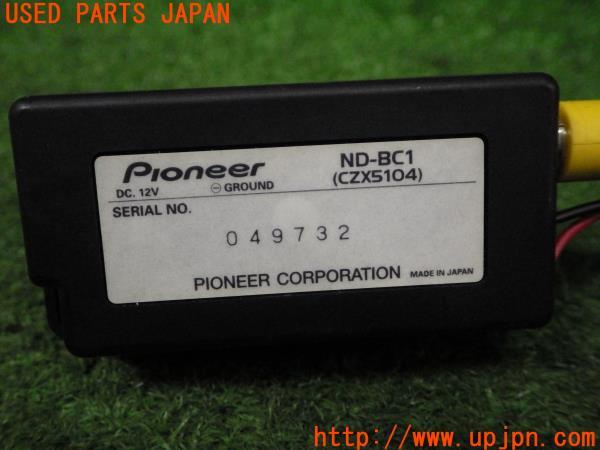 USED PARTS JAPAN
Pioneer
ND-BC1
(CZX5104)
DC. 12V ⊖ GROUND
SERIAL NO.
049732
PIONEER CORPORATION MADE IN JAPAN
UPJ
http://www.upjpn.com/